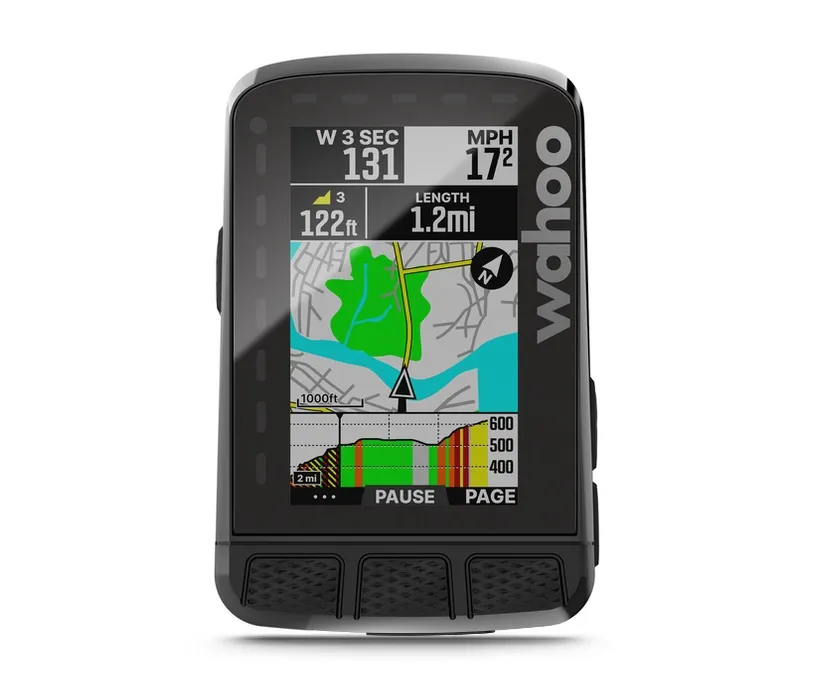 W 3 SEC
131
MPH
17²
3
122ft
LENGTH
1.2mi
wahoo
N
1000ft
600
500
400
2 mi
... PAUSE PAGE